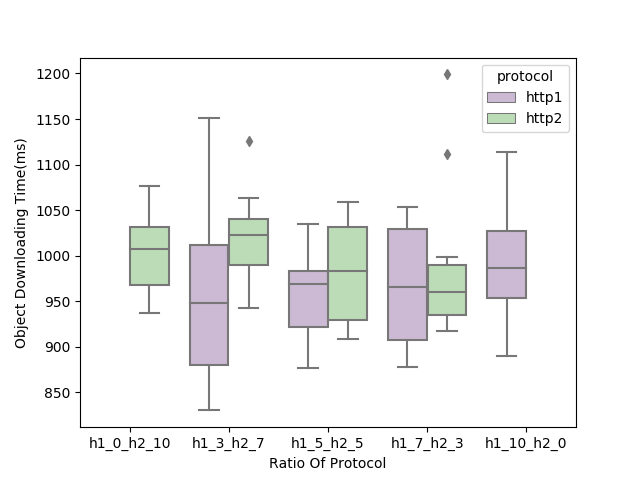 1200
1150
1100
1050
1000
950
900
850
Object Downloading Time(ms)
protocol
http1
http2
h1_0_h2_10 h1_3_h2_7 h1_5_h2_5 h1_7_h2_3 h1_10_h2_0
Ratio Of Protocol